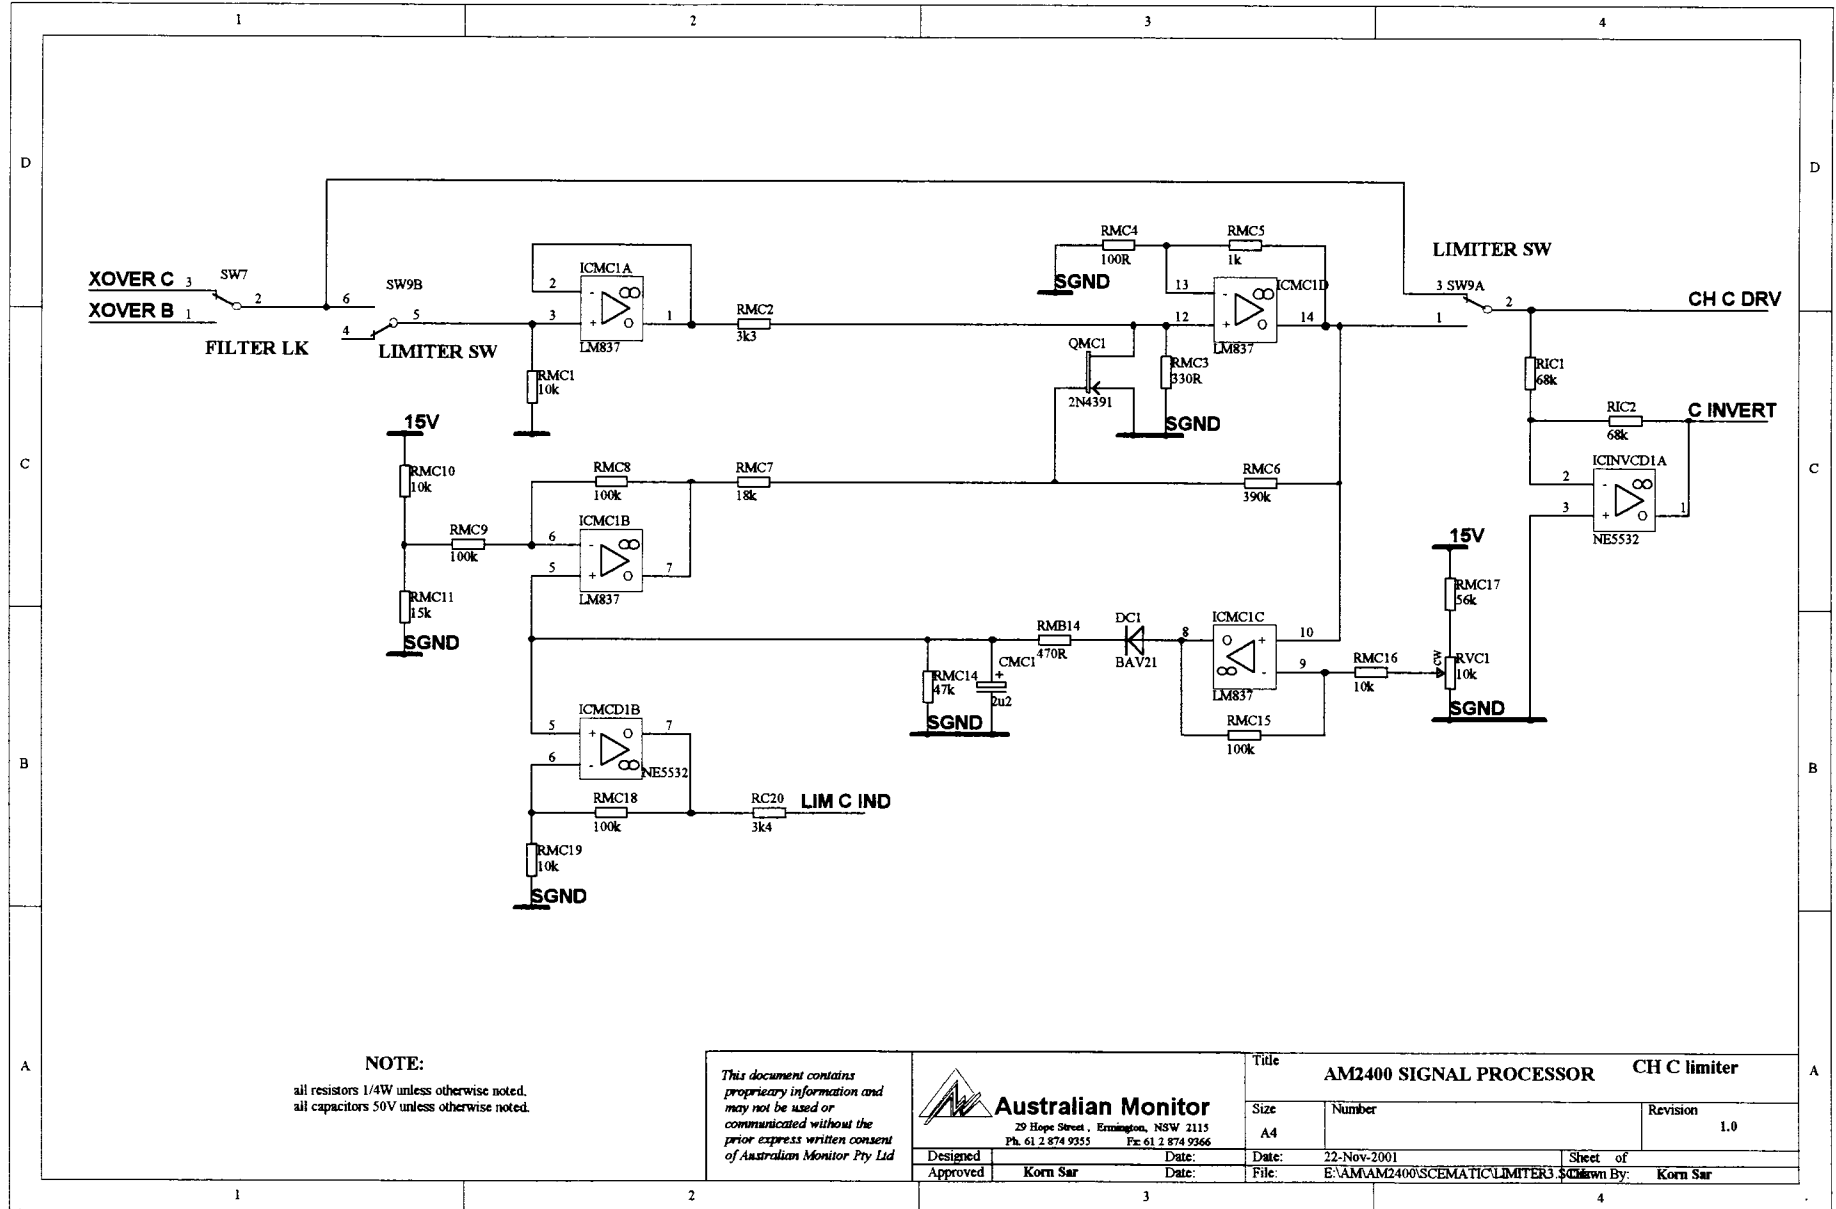 1 2 3 4
D D
C C
B B
A A
XOVER C 3
XOVER B 1
SW7
2
FILTER LK
6
SW9B
4
5
LIMITER SW
ICMC1A
2
3
1
LM837
RMC1
10k
RMC2
3k3
RMC4
100R
RMC5
1k
SGND
13
12
14
ICMC1D
LM837
QMC1
2N4391
RMC3
330R
SGND
LIMITER SW
3 SW9A
1
2
CH C DRV
RIC1
68k
RIC2
68k
C INVERT
ICINVCD1A
2
3
1
NE5532
15V
RMC10
10k
RMC9
100k
RMC11
15k
SGND
RMC8
100k
RMC7
18k
RMC6
390k
ICMC1B
6
5
7
LM837
15V
RMC17
56k
CW
RVC1
10k
SGND
RMC16
10k
ICMC1C
8
10
9
LM837
RMC15
100k
DC1
BAV21
RMB14
470R
CMC1
+
2u2
RMC14
47k
SGND
ICMCD1B
5
6
7
NE5532
RMC18
100k
RC20
3k4
LIM C IND
RMC19
10k
SGND
NOTE:
all resistors 1/4W unless otherwise noted.
all capacitors 50V unless otherwise noted.
This document contains
proprieary information and
may not be used or
communicated without the
prior express written consent
of Australian Monitor Pty Ltd
Australian Monitor
29 Hope Street , Ermington, NSW 2115
Ph. 61 2 874 9355 Fx: 61 2 874 9366
Designed Date:
Approved Korn Sar Date:
Title
AM2400 SIGNAL PROCESSOR CH C limiter
Size Number Revision
A4 1.0
Date: 22-Nov-2001 Sheet of
File: E:\AM\AM2400\SCEMATIC\LIMITER3.SCH Drawn By: Korn Sar
1 2 3 4